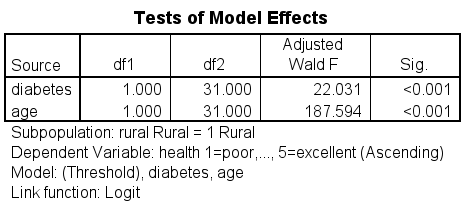 Tests of Model Effects
Source df1 df2 Adjusted Wald F Sig.
diabetes 1.000 31.000 22.031 <0.001
age 1.000 31.000 187.594 <0.001
Subpopulation: rural Rural = 1 Rural
Dependent Variable: health 1=poor,..., 5=excellent (Ascending)
Model: (Threshold), diabetes, age
Link function: Logit